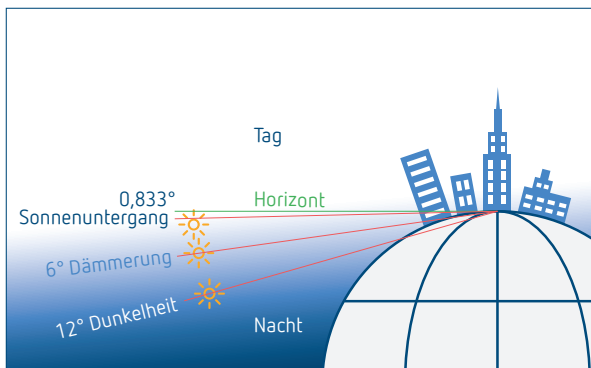 Tag
0,833°
Sonnenuntergang
Horizont
6° Dämmerung
12° Dunkelheit
Nacht